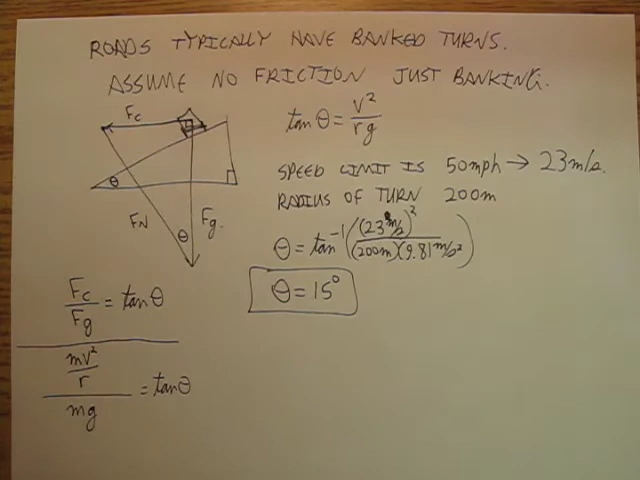 ROADS TYPICALLY HAVE BANKED TURNS.
ASSUME NO FRICTION JUST BANKING.
Fc
θ
FN
θ
Fg
tan θ = v²/rg
SPEED LIMIT IS 50mph → 23m/s.
RADIUS OF TURN 200m
θ = tan⁻¹((23 m/s)²/(200m)(9.81 m/s²))
θ = 15°
Fc/Fg = tan θ
mv²/r/mg = tan θ